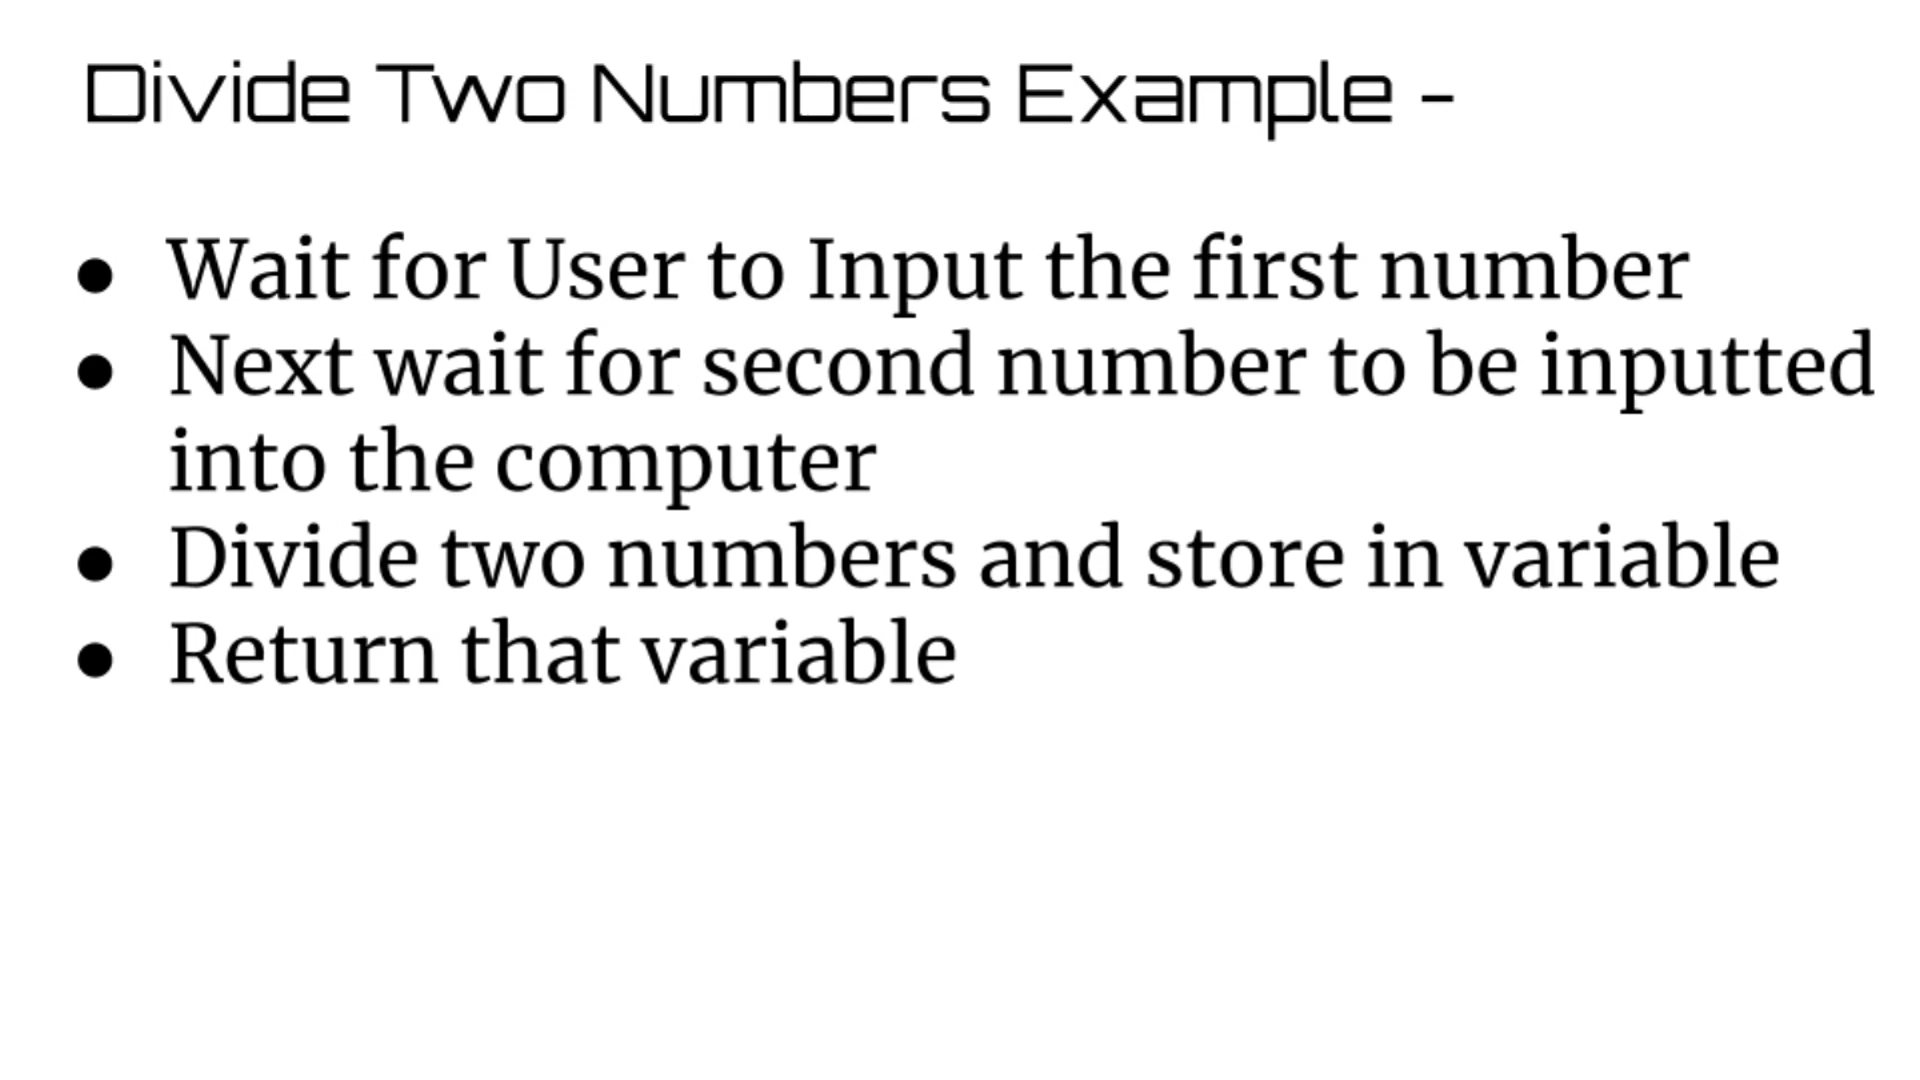 Divide Two Numbers Example -
● Wait for User to Input the first number
● Next wait for second number to be inputted
into the computer
● Divide two numbers and store in variable
● Return that variable